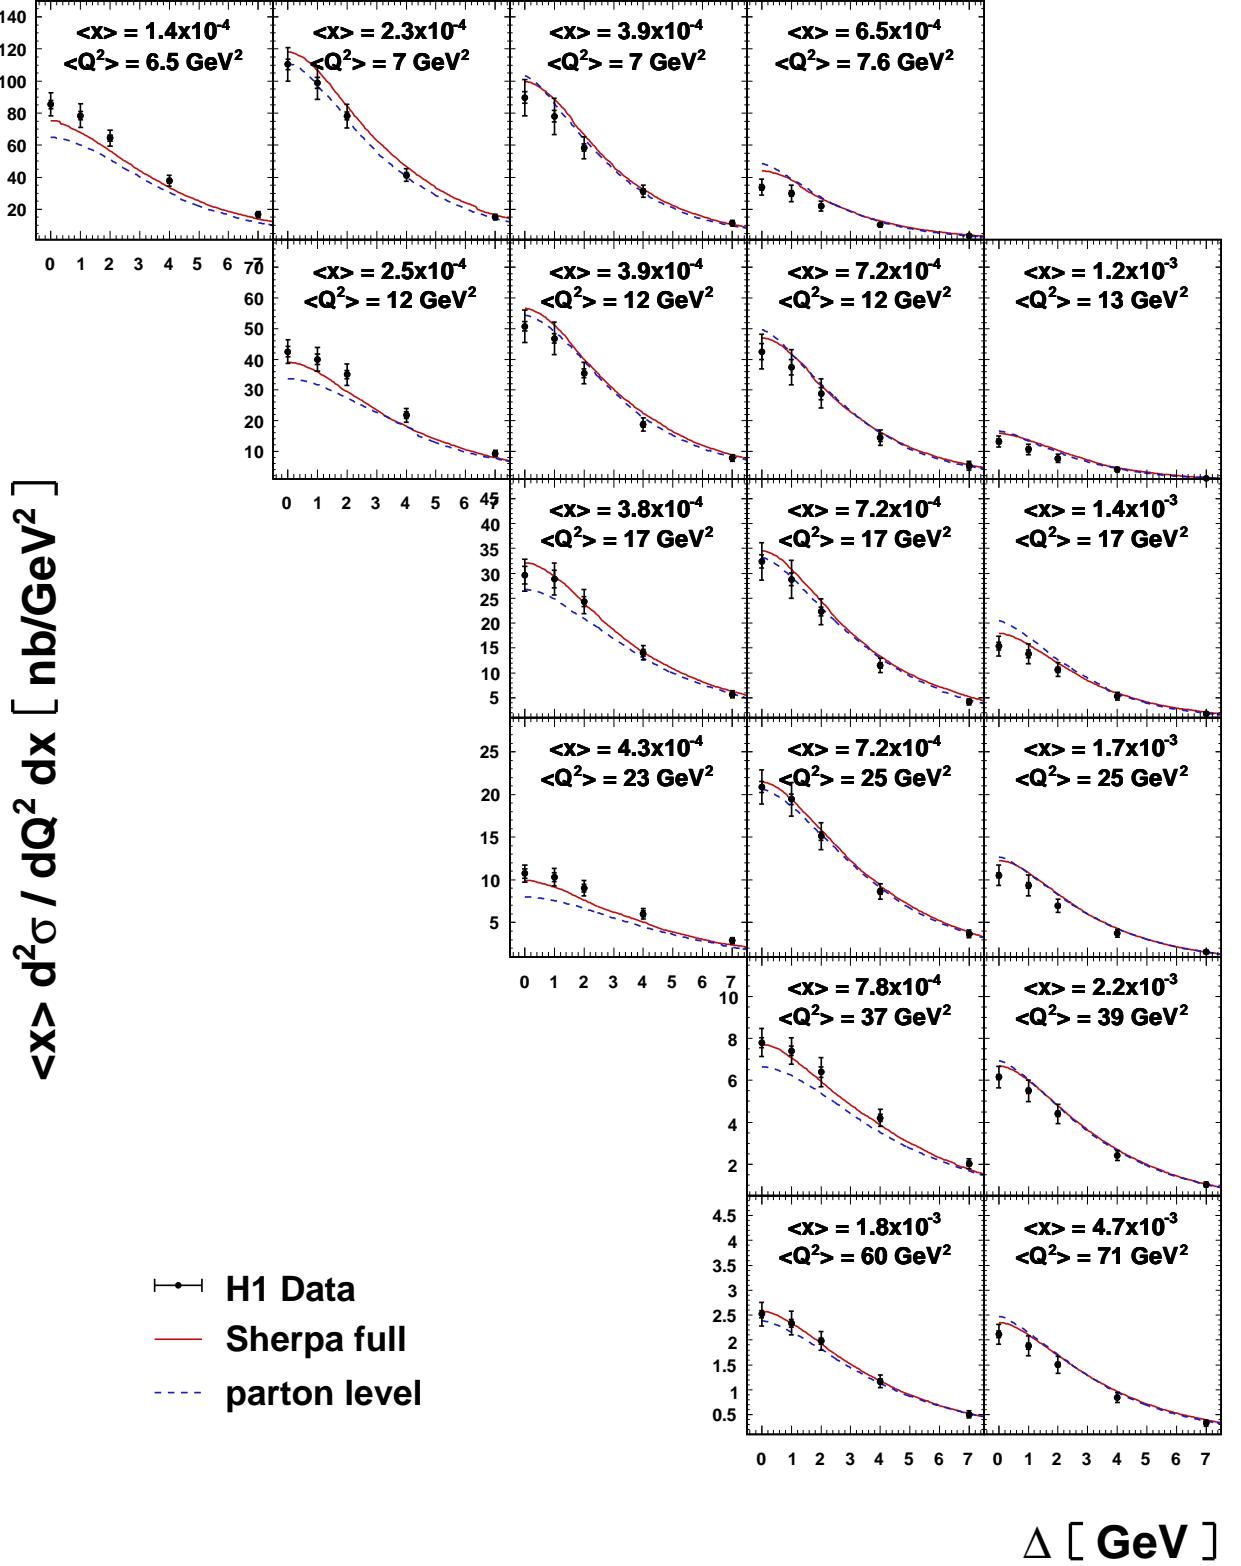 140
120
100
80
60
40
20
<x> = 1.4x10⁻⁴
<Q²> = 6.5 GeV²
<x> = 2.3x10⁻⁴
<Q²> = 7 GeV²
<x> = 3.9x10⁻⁴
<Q²> = 7 GeV²
<x> = 6.5x10⁻⁴
<Q²> = 7.6 GeV²
0 1 2 3 4 5 6 7
70
60
50
40
30
20
10
<x> = 2.5x10⁻⁴
<Q²> = 12 GeV²
<x> = 3.9x10⁻⁴
<Q²> = 12 GeV²
<x> = 7.2x10⁻⁴
<Q²> = 12 GeV²
<x> = 1.2x10⁻³
<Q²> = 13 GeV²
0 1 2 3 4 5 6 7
45
40
35
30
25
20
15
10
5
<x> = 3.8x10⁻⁴
<Q²> = 17 GeV²
<x> = 7.2x10⁻⁴
<Q²> = 17 GeV²
<x> = 1.4x10⁻³
<Q²> = 17 GeV²
25
20
15
10
5
<x> = 4.3x10⁻⁴
<Q²> = 23 GeV²
<x> = 7.2x10⁻⁴
<Q²> = 25 GeV²
<x> = 1.7x10⁻³
<Q²> = 25 GeV²
0 1 2 3 4 5 6 7
10
8
6
4
2
<x> = 7.8x10⁻⁴
<Q²> = 37 GeV²
<x> = 2.2x10⁻³
<Q²> = 39 GeV²
4.5
4
3.5
3
2.5
2
1.5
1
0.5
<x> = 1.8x10⁻³
<Q²> = 60 GeV²
<x> = 4.7x10⁻³
<Q²> = 71 GeV²
0 1 2 3 4 5 6 7
0 1 2 3 4 5 6 7
<x> d²σ / dQ² dx [ nb/GeV² ]
H1 Data
Sherpa full
parton level
Δ [ GeV ]